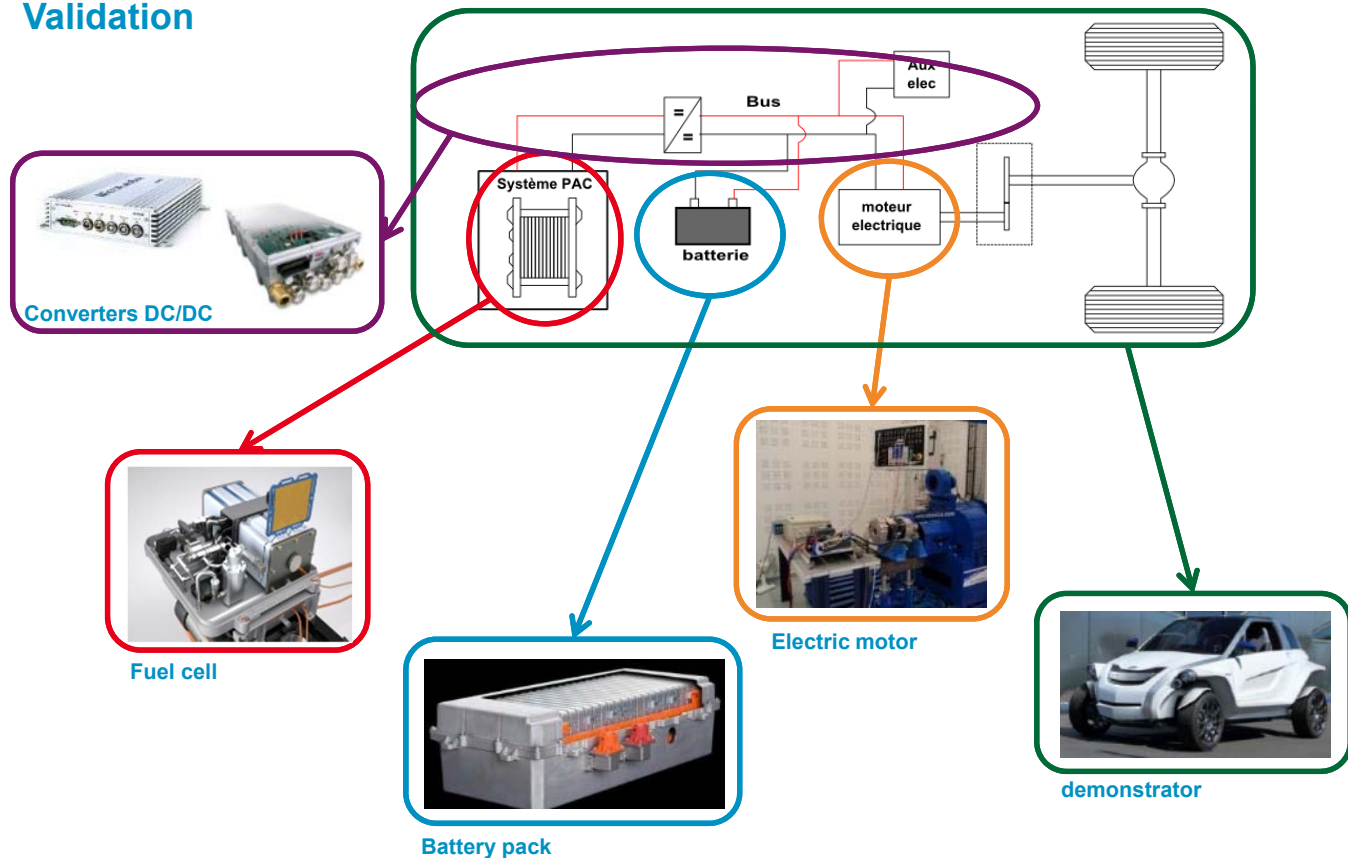 Validation
Aux
elec
Bus
=
=
Système PAC
batterie
moteur
electrique
Converters DC/DC
Fuel cell
Battery pack
Electric motor
demonstrator